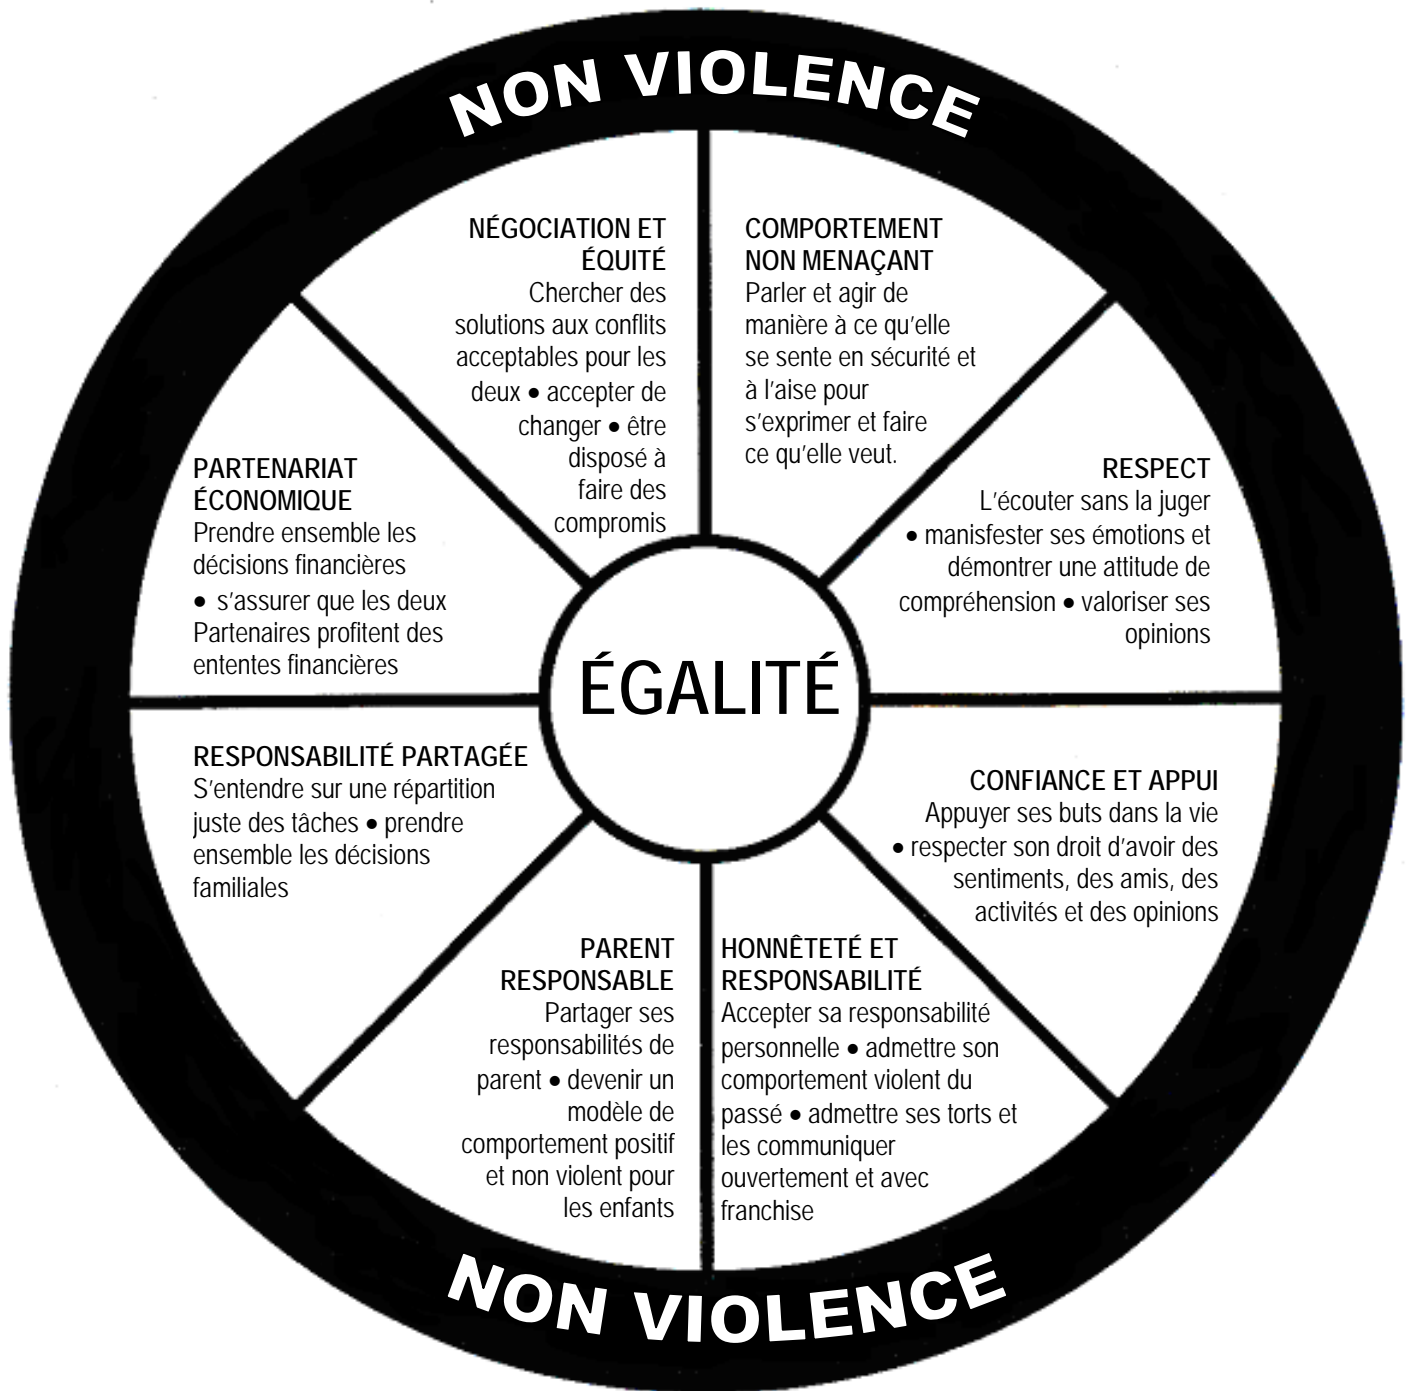 NON VIOLENCE
NÉGOCIATION ET
ÉQUITÉ
Chercher des
solutions aux conflits
acceptables pour les
deux ● accepter de
changer ● être
disposé à
faire des
compromis
COMPORTEMENT
NON MENAÇANT
Parler et agir de
manière à ce qu'elle
se sente en sécurité et
à l'aise pour
s'exprimer et faire
ce qu'elle veut.
PARTENARIAT
ÉCONOMIQUE
Prendre ensemble les
décisions financières
● s'assurer que les deux
Partenaires profitent des
ententes financières
RESPECT
L'écouter sans la juger
● manisfester ses émotions et
démontrer une attitude de
compréhension ● valoriser ses
opinions
ÉGALITÉ
RESPONSABILITÉ PARTAGÉE
S'entendre sur une répartition
juste des tâches ● prendre
ensemble les décisions
familiales
CONFIANCE ET APPUI
Appuyer ses buts dans la vie
● respecter son droit d'avoir des
sentiments, des amis, des
activités et des opinions
PARENT
RESPONSABLE
Partager ses
responsabilités de
parent ● devenir un
modèle de
comportement positif
et non violent pour
les enfants
HONNÊTETÉ ET
RESPONSABILITÉ
Accepter sa responsabilité
personnelle ● admettre son
comportement violent du
passé ● admettre ses torts et
les communiquer
ouvertement et avec
franchise
NON VIOLENCE